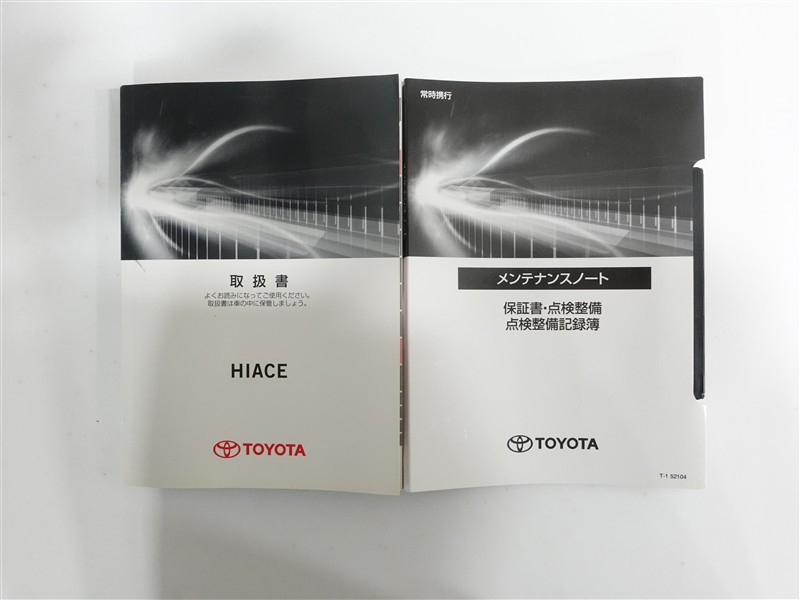 取扱書
よくお読みになってご使用ください。
取扱書は車の中に保管しましょう。
HIACE
TOYOTA
常時携行
メンテナンスノート
保証書・点検整備
点検整備記録簿
TOYOTA
T-1 52104